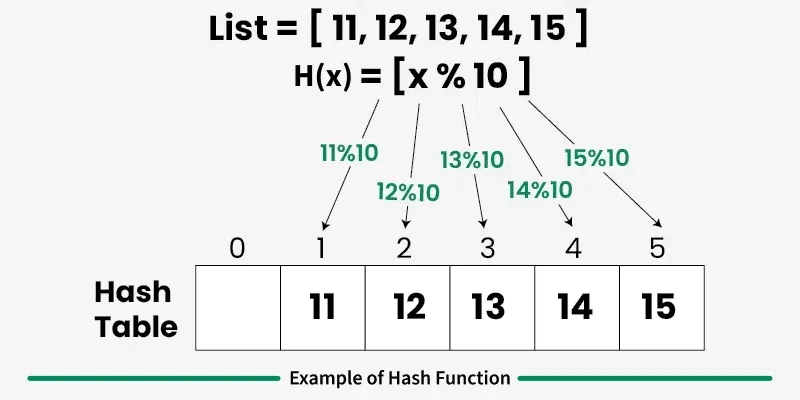 List = [ 11, 12, 13, 14, 15 ]
H(x) = [x % 10 ]
11%10
12%10
13%10
14%10
15%10
0 1 2 3 4 5
Hash
Table
11 12 13 14 15
Example of Hash Function